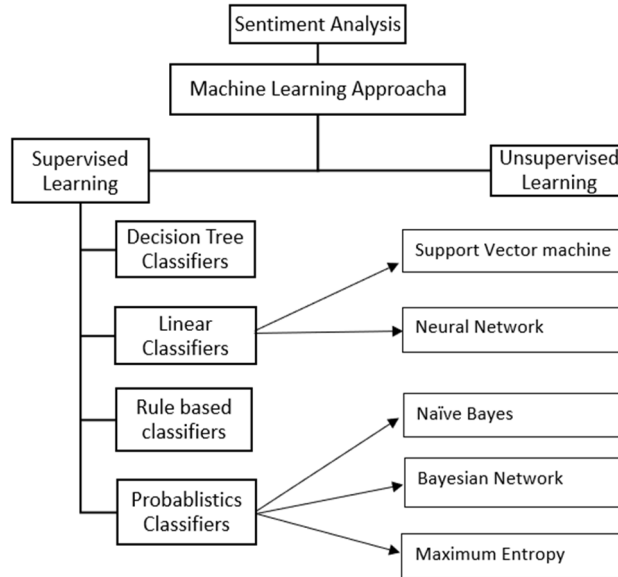 Sentiment Analysis
Machine Learning Approacha
Supervised
Learning
Unsupervised
Learning
Decision Tree
Classifiers
Support Vector machine
Linear
Classifiers
Neural Network
Rule based
classifiers
Naïve Bayes
Bayesian Network
Probablistics
Classifiers
Maximum Entropy